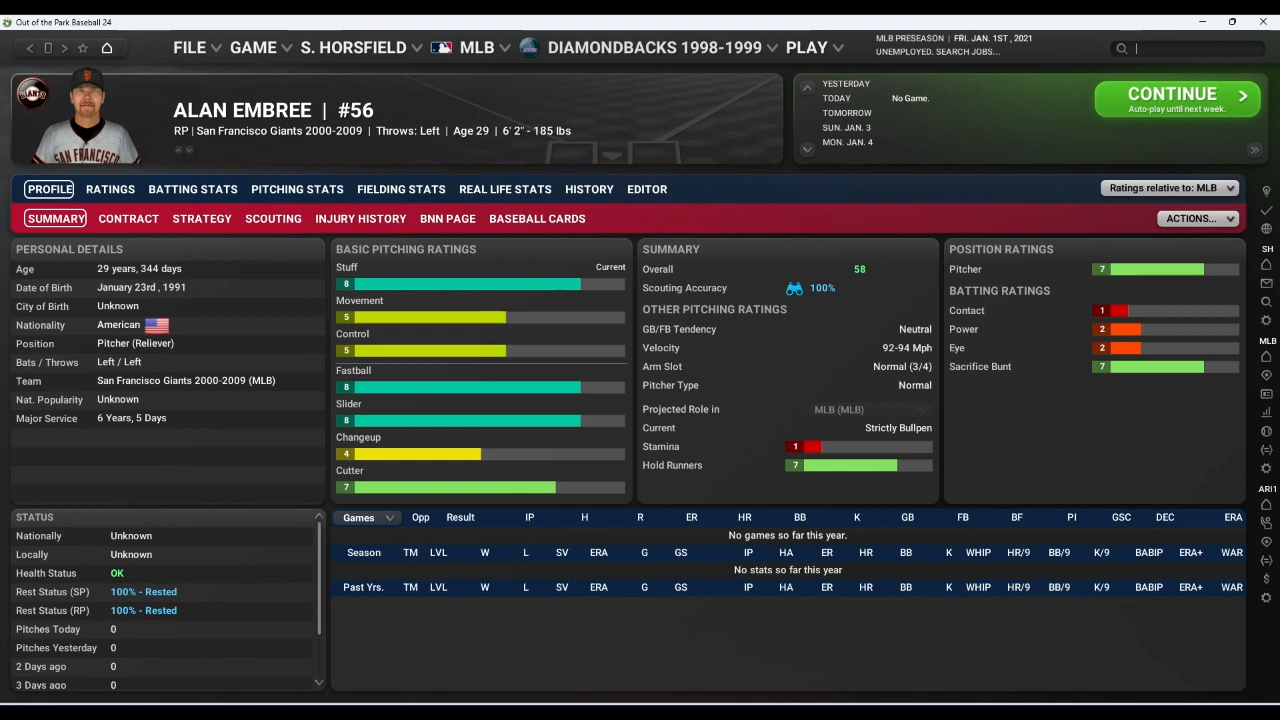 Out of the Park Baseball 24
FILE GAME S. HORSFIELD MLB DIAMONDBACKS 1998-1999 PLAY
MLB PRESEASON | FRI. JAN. 1ST , 2021
UNEMPLOYED. SEARCH JOBS...
ALAN EMBREE | #56
RP | San Francisco Giants 2000-2009 | Throws: Left | Age 29 | 6' 2" - 185 lbs
YESTERDAY
TODAY No Game.
TOMORROW
SUN. JAN. 3
MON. JAN. 4
CONTINUE
Auto-play until next week.
PROFILE RATINGS BATTING STATS PITCHING STATS FIELDING STATS REAL LIFE STATS HISTORY EDITOR
Ratings relative to: MLB
SUMMARY CONTRACT STRATEGY SCOUTING INJURY HISTORY BNN PAGE BASEBALL CARDS
ACTIONS...
PERSONAL DETAILS
Age 29 years, 344 days
Date of Birth January 23rd , 1991
City of Birth Unknown
Nationality American
Position Pitcher (Reliever)
Bats / Throws Left / Left
Team San Francisco Giants 2000-2009 (MLB)
Nat. Popularity Unknown
Major Service 6 Years, 5 Days
BASIC PITCHING RATINGS
Stuff Current
8
Movement
5
Control
5
Fastball
8
Slider
8
Changeup
4
Cutter
7
SUMMARY
Overall 58
Scouting Accuracy 100%
OTHER PITCHING RATINGS
GB/FB Tendency Neutral
Velocity 92-94 Mph
Arm Slot Normal (3/4)
Pitcher Type Normal
Projected Role in MLB (MLB)
Current Strictly Bullpen
Stamina 1
Hold Runners 7
POSITION RATINGS
Pitcher 7
BATTING RATINGS
Contact 1
Power 2
Eye 2
Sacrifice Bunt 7
STATUS
Nationally Unknown
Locally Unknown
Health Status OK
Rest Status (SP) 100% - Rested
Rest Status (RP) 100% - Rested
Pitches Today 0
Pitches Yesterday 0
2 Days ago 0
3 Days ago 0
Games Opp Result IP H R ER HR BB K GB FB BF PI GSC DEC ERA
No games so far this year.
Season TM LVL W L SV ERA G GS IP HA ER HR BB K WHIP HR/9 BB/9 K/9 BABIP ERA+ WAR
No stats so far this year
Past Yrs. TM LVL W L SV ERA G GS IP HA ER HR BB K WHIP HR/9 BB/9 K/9 BABIP ERA+ WAR
SH
MLB
ARI1